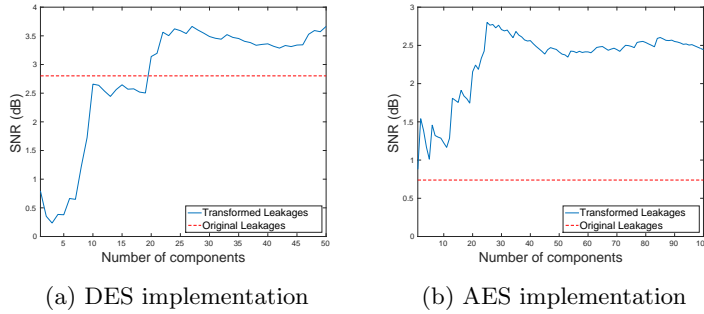 4
3.5
3
2.5
2
1.5
1
0.5
0
SNR (dB)
5 10 15 20 25 30 35 40 45 50
Number of components
Transformed Leakages
Original Leakages
(a) DES implementation
3
2.5
2
1.5
1
0.5
0
SNR (dB)
10 20 30 40 50 60 70 80 90 100
Number of components
Transformed Leakages
Original Leakages
(b) AES implementation